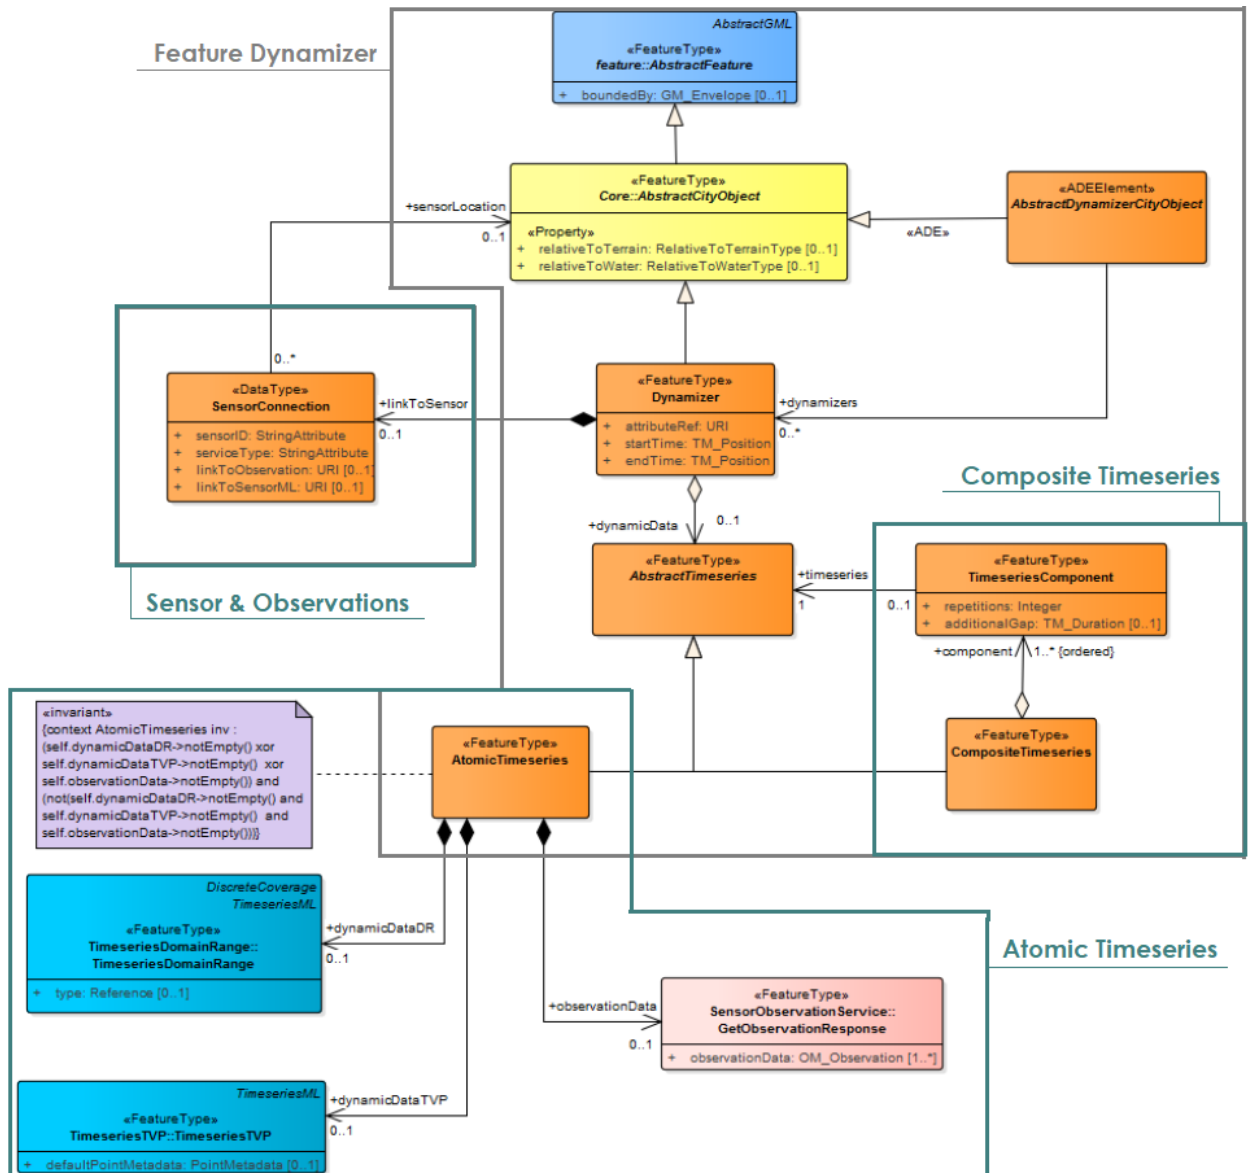 Feature Dynamizer
AbstractGML
«FeatureType»
feature::AbstractFeature
+ boundedBy: GM_Envelope [0..1]
«FeatureType»
Core::AbstractCityObject
«Property»
+ relativeToTerrain: RelativeToTerrainType [0..1]
+ relativeToWater: RelativeToWaterType [0..1]
«ADEElement»
AbstractDynamizerCityObject
«ADE»
+sensorLocation
0..1
0..*
«DataType»
SensorConnection
+ sensorID: StringAttribute
+ serviceType: StringAttribute
+ linkToObservation: URI [0..1]
+ linkToSensorML: URI [0..1]
+linkToSensor
0..1
«FeatureType»
Dynamizer
+ attributeRef: URI
+ startTime: TM_Position
+ endTime: TM_Position
+dynamizers
0..*
Sensor & Observations
Composite Timeseries
+dynamicData
0..1
«FeatureType»
AbstractTimeseries
+timeseries
1
0..1
«FeatureType»
TimeseriesComponent
+ repetitions: Integer
+ additionalGap: TM_Duration [0..1]
+component
1..* {ordered}
«FeatureType»
CompositeTimeseries
«invariant»
{context AtomicTimeseries inv :
(self.dynamicDataDR->notEmpty() xor
self.dynamicDataTVP->notEmpty() xor
self.observationData->notEmpty()) and
(not(self.dynamicDataDR->notEmpty() and
self.dynamicDataTVP->notEmpty() and
self.observationData->notEmpty()))}
«FeatureType»
AtomicTimeseries
DiscreteCoverage
TimeseriesML
«FeatureType»
TimeseriesDomainRange::
TimeseriesDomainRange
+ type: Reference [0..1]
+dynamicDataDR
0..1
Atomic Timeseries
+observationData
0..1
«FeatureType»
SensorObservationService::
GetObservationResponse
+ observationData: OM_Observation [1..*]
TimeseriesML
«FeatureType»
TimeseriesTVP::TimeseriesTVP
+ defaultPointMetadata: PointMetadata [0..1]
+dynamicDataTVP
0..1